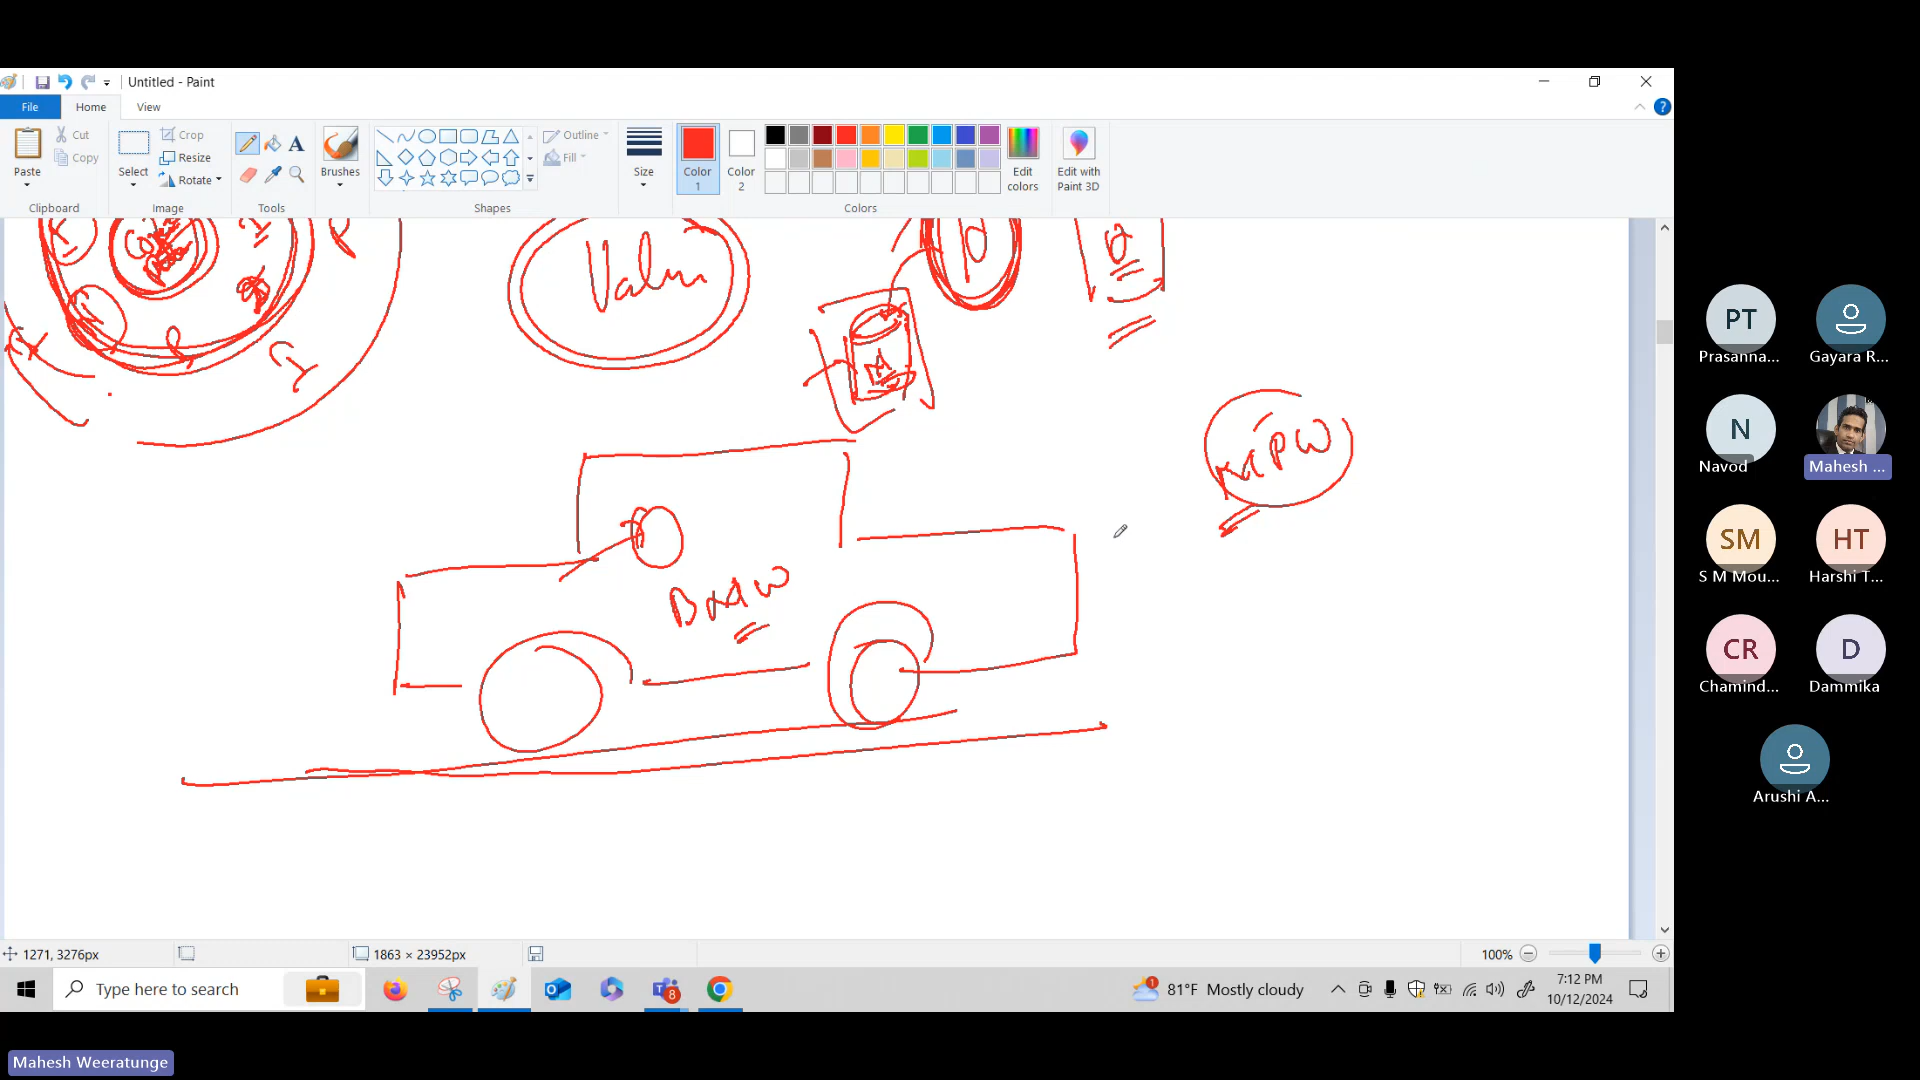 Untitled - Paint
File Home View
Paste
Cut
Copy
Clipboard
Select
Crop
Resize
Rotate
Image
Tools
Brushes
Shapes
Outline
Fill
Size
Color 1
Color 2
Edit colors
Edit with Paint 3D
Colors
BMW
1271, 3276px
1863 × 23952px
100%
Type here to search
8
1
81°F Mostly cloudy
7:12 PM
10/12/2024
PT
Prasanna...
Gayara R...
N
Navod
Mahesh ...
SM
S M Mou...
HT
Harshi T...
CR
Chamind...
D
Dammika
Arushi A...
Mahesh Weeratunge